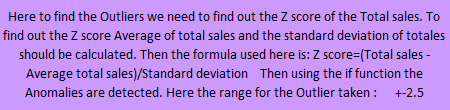 Here to find the Outliers we need to find out the Z score of the Total sales. To
find out the Z score Average of total sales and the standard deviation of totales
should be calculated. Then the formula used here is: Z score=(Total sales -
Average total sales)/Standard deviation    Then using the if function the
Anomalies are detected. Here the range for the Outlier taken :     +-2.5